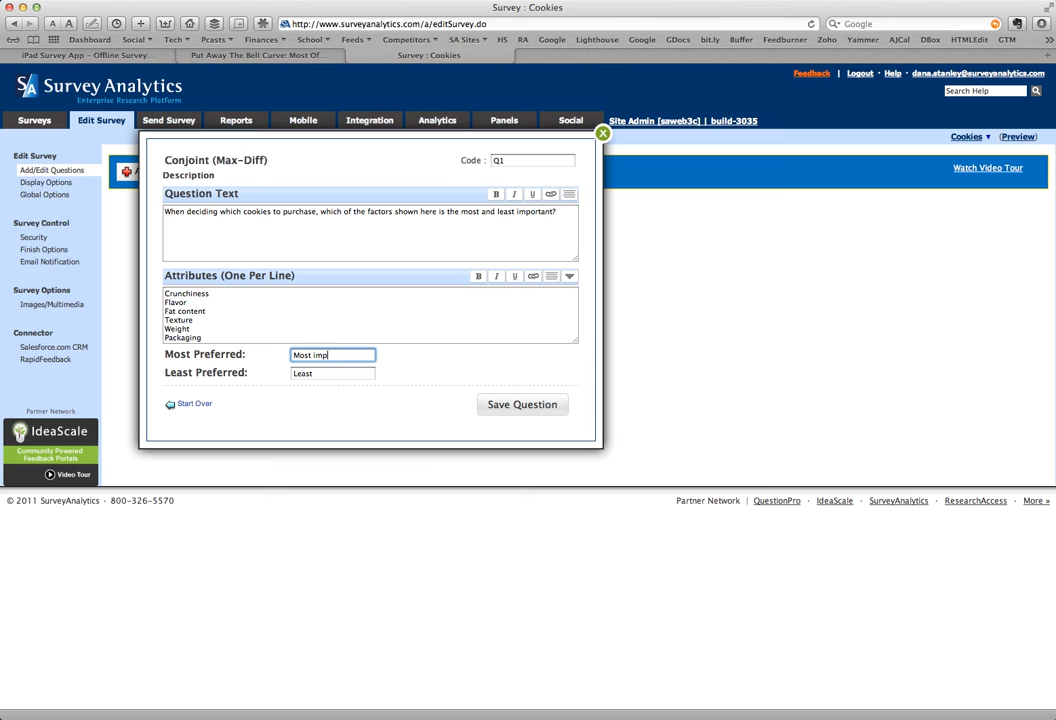 Survey : Cookies
http://www.surveyanalytics.com/a/editSurvey.do
Google
Dashboard Social Tech Pcasts Finances School Feeds Competitors SA Sites HS RA Google Lighthouse Google GDocs bit.ly Buffer Feedburner Zoho Yammer AJCal DBox HTMLEdit GTM
iPad Survey App – Offline Survey... Put Away The Bell Curve: Most Of... Survey : Cookies
SA Survey Analytics
Enterprise Research Platform
Feedback · Logout · Help · dana.stanley@surveyanalytics.com
Search Help
Surveys Edit Survey Send Survey Reports Mobile Integration Analytics Panels Social Site Admin [saweb3c] | build-3035
Cookies (Preview)
Edit Survey
Add/Edit Questions
Display Options
Global Options
Survey Control
Security
Finish Options
Email Notification
Survey Options
Images/Multimedia
Connector
Salesforce.com CRM
RapidFeedback
Partner Network
IdeaScale
Community Powered
Feedback Portals
Video Tour
Watch Video Tour
X
Conjoint (Max-Diff)
Code : Q1
Description
Question Text
B I U
When deciding which cookies to purchase, which of the factors shown here is the most and least important?
Attributes (One Per Line)
B I U
Crunchiness
Flavor
Fat content
Texture
Weight
Packaging
Most Preferred: Most imp
Least Preferred: Least
Start Over
Save Question
© 2011 SurveyAnalytics · 800-326-5570
Partner Network | QuestionPro · IdeaScale · SurveyAnalytics · ResearchAccess · More »